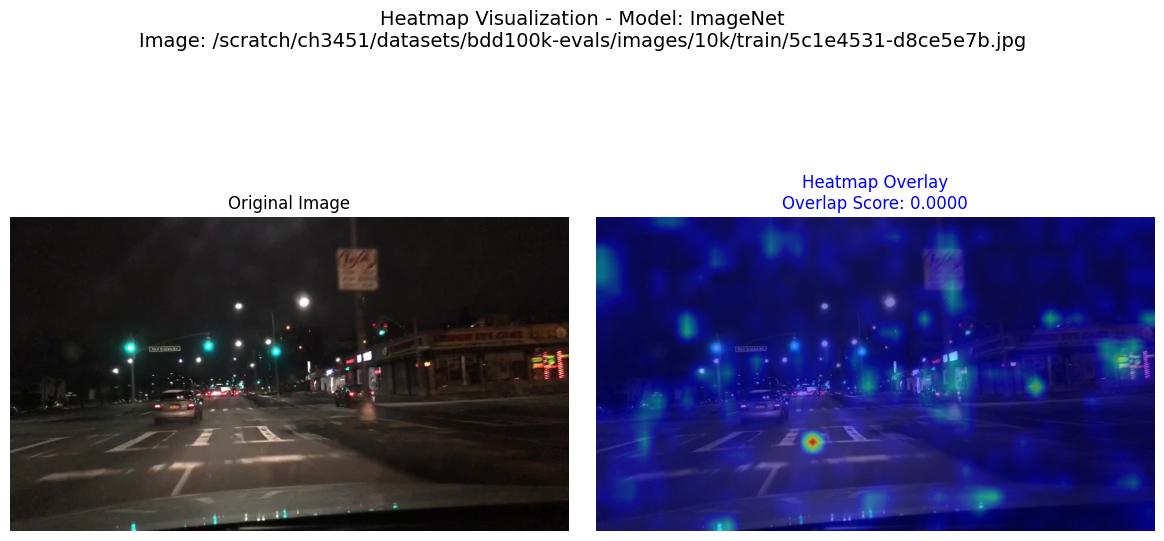 Heatmap Visualization - Model: ImageNet
Image: /scratch/ch3451/datasets/bdd100k-evals/images/10k/train/5c1e4531-d8ce5e7b.jpg
Original Image
Heatmap Overlay
Overlap Score: 0.0000